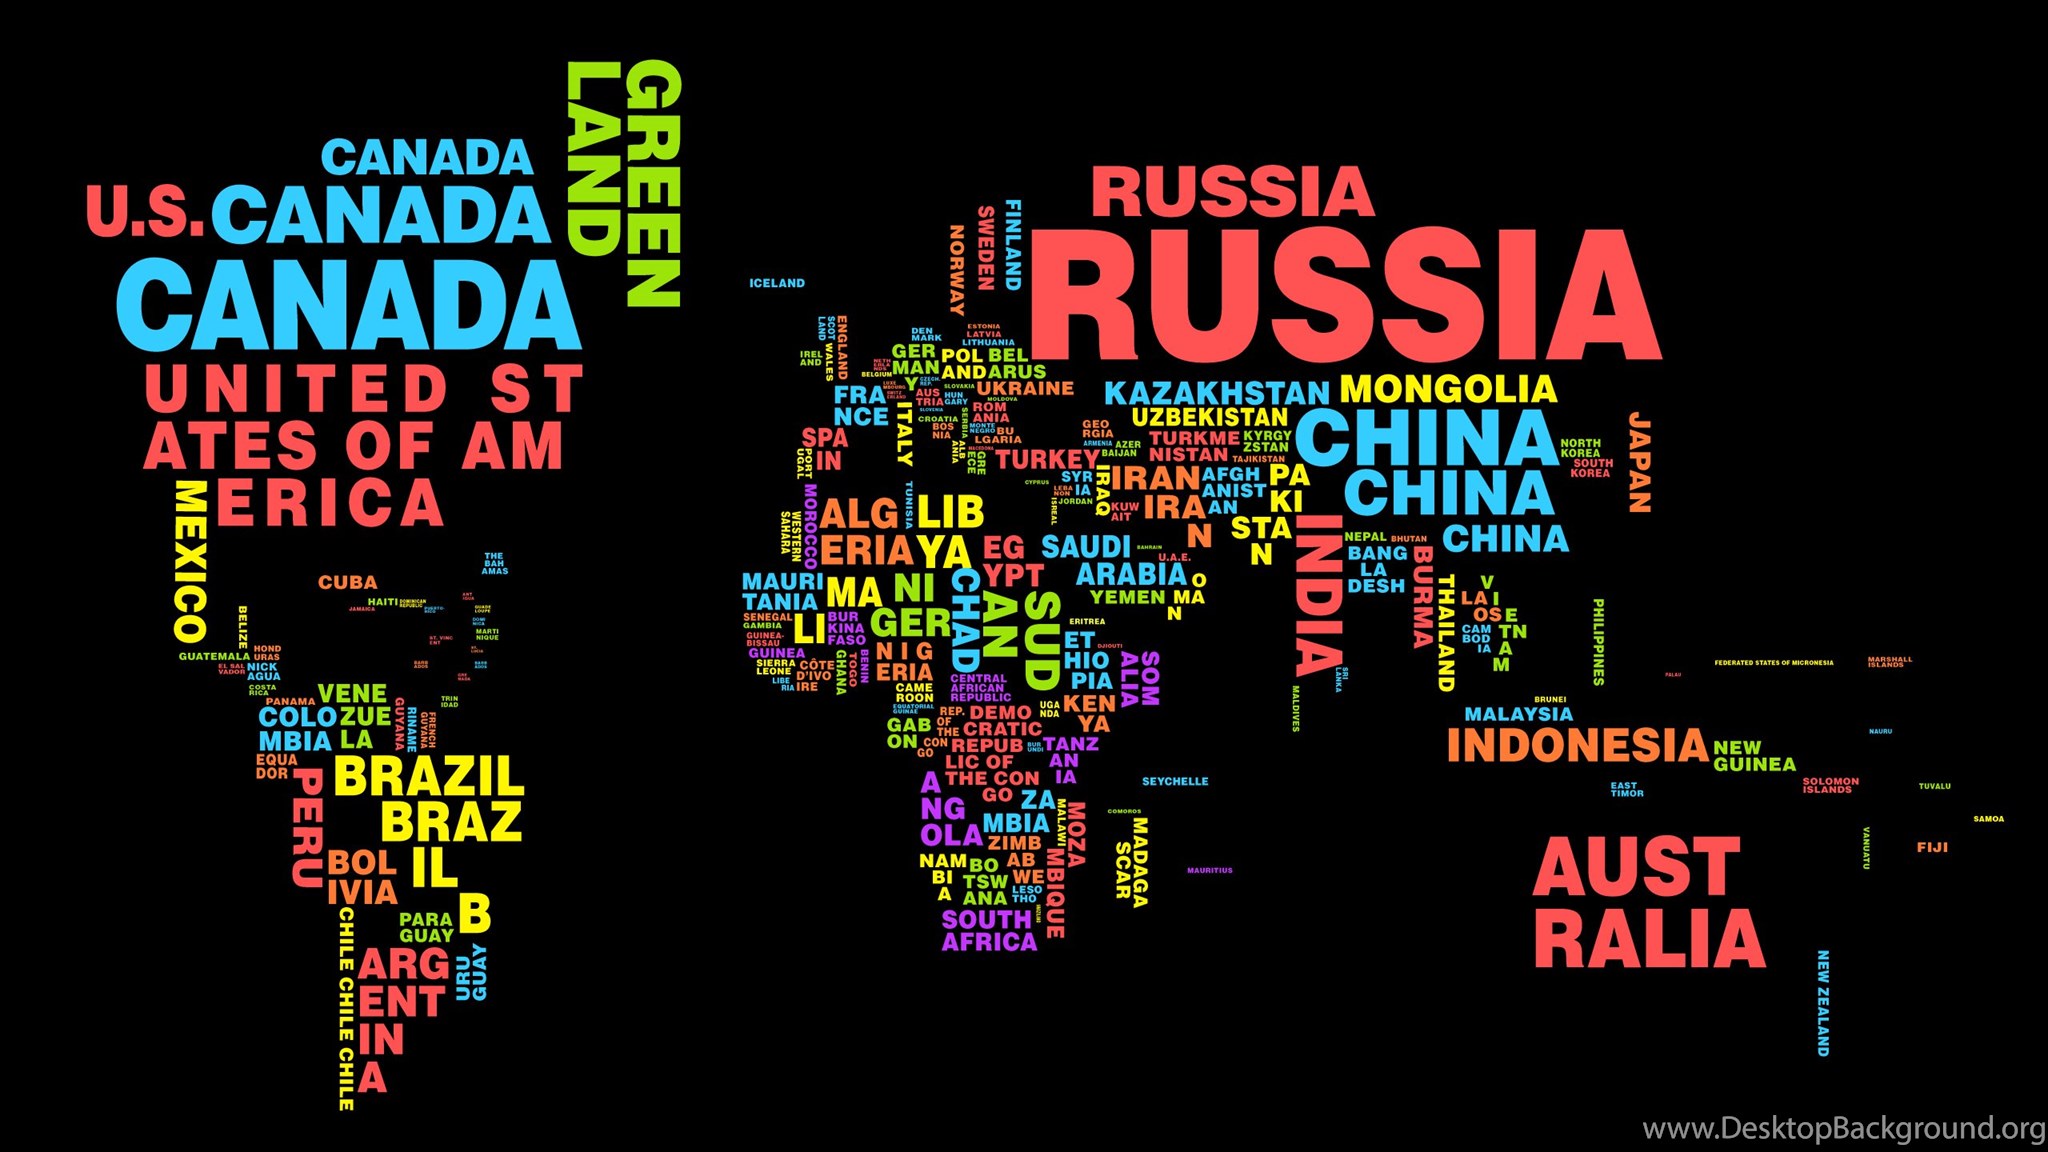 GREEN
LAND
CANADA
U.S. CANADA
CANADA
UNITED ST
ATES OF AM
ERICA
MEXICO
CUBA
THE
BAH
AMAS
HAITI
DOMINICAN
REPUBLIC
JAMAICA
BELIZE
GUATEMALA
HOND
URAS
EL SAL
VADOR
NICK
AGUA
COSTA
RICA
PANAMA
MARTI
NIQUE
TRIN
IDAD
VENE
ZUE
LA
COLO
MBIA
GUYANA
RINAME
FRENCH
GUYANA
EQUA
DOR
PERU
BRAZIL
BRAZ
IL
B
BOL
IVIA
PARA
GUAY
URU
GUAY
CHILE CHILE CHILE CHILE
ARG
ENT
IN
A
ICELAND
NORWAY
SWEDEN
FINLAND
RUSSIA
RUSSIA
SCOT
LAND
ENGLAND
WALES
IREL
AND
DEN
MARK
ESTONIA
LATVIA
LITHUANIA
GER
MAN
Y
POL
AND
BEL
ARUS
BELGIUM
FRA
NCE
AUS
TRIA
SLOVAKIA
HUN
GARY
UKRAINE
MOLDOVA
ROM
ANIA
SLOVENIA
CROATIA
BOS
NIA
SERBIA
MONTE
NEGRO
BU
LGARIA
ITALY
ALB
ANIA
GRE
ECE
SPA
IN
PORT
UGAL
TURKEY
CYPRUS
GEO
RGIA
ARMENIA
AZER
BAIJAN
KAZAKHSTAN
UZBEKISTAN
TURKME
NISTAN
KYRGY
ZSTAN
TAJIKISTAN
MONGOLIA
CHINA
CHINA
CHINA
NORTH
KOREA
SOUTH
KOREA
JAPAN
SYR
IA
LEBA
NON
JORDAN
ISREAL
IRAQ
KUW
AIT
IRAN
IRA
N
AFGH
ANIST
AN
PA
KI
STA
N
INDIA
NEPAL
BHUTAN
BANG
LA
DESH
BURMA
THAILAND
LA
OS
V
I
E
TN
A
M
CAM
BOD
IA
PHILIPPINES
SRI
LANKA
MALDIVES
SAUDI
ARABIA
BAHRAIN
U.A.E.
O
MA
N
YEMEN
MOROCCO
WESTERN
SAHARA
ALG
ERIA
TUNISIA
LIB
YA
EG
YPT
MAURI
TANIA
MA
LI
NI
GER
CHAD
SUD
AN
ERITREA
DJIOUTI
ET
HIO
PIA
SOM
ALIA
SENEGAL
GAMBIA
GUINEA-
BISSAU
GUINEA
SIERRA
LEONE
LIBE
RIA
CÔTE
D'IVO
IRE
BUR
KINA
FASO
GHANA
TOGO
BENIN
NIG
ERIA
CAME
ROON
CENTRAL
AFRICAN
REPUBLIC
EQUATORIAL
GUINAE
GAB
ON
REP.
OF
THE
CON
GO
DEMO
CRATIC
REPUB
LIC OF
THE CON
GO
UGA
NDA
KEN
YA
BUR
UNDI
TANZ
AN
IA
A
NG
OLA
ZA
MBIA
MALAWI
MOZA
MBIQUE
ZIMB
AB
WE
NAM
BI
A
BO
TSW
ANA
LESO
THO
SOUTH
AFRICA
SEYCHELLE
COMOROS
MADAGA
SCAR
MAURITIUS
BRUNEI
MALAYSIA
INDONESIA
EAST
TIMOR
NEW
GUINEA
PALAU
FEDERATED STATES OF MICRONESIA
MARSHALL
ISLANDS
NAURU
SOLOMON
ISLANDS
TUVALU
SAMOA
VANUATU
FIJI
AUST
RALIA
NEW ZEALAND
www.DesktopBackground.org